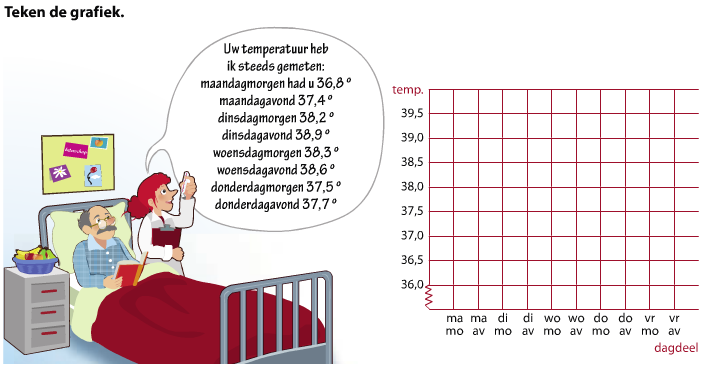 Teken de grafiek.
Uw temperatuur heb
ik steeds gemeten:
maandagmorgen had u 36,8 º
maandagavond 37,4 º
dinsdagmorgen 38,2 º
dinsdagavond 38,9 º
woensdagmorgen 38,3 º
woensdagavond 38,6 º
donderdagmorgen 37,5 º
donderdagavond 37,7 º
temp.
39,5
39,0
38,5
38,0
37,5
37,0
36,5
36,0
ma ma di di wo wo do do vr vr
mo av mo av mo av mo av mo av
dagdeel